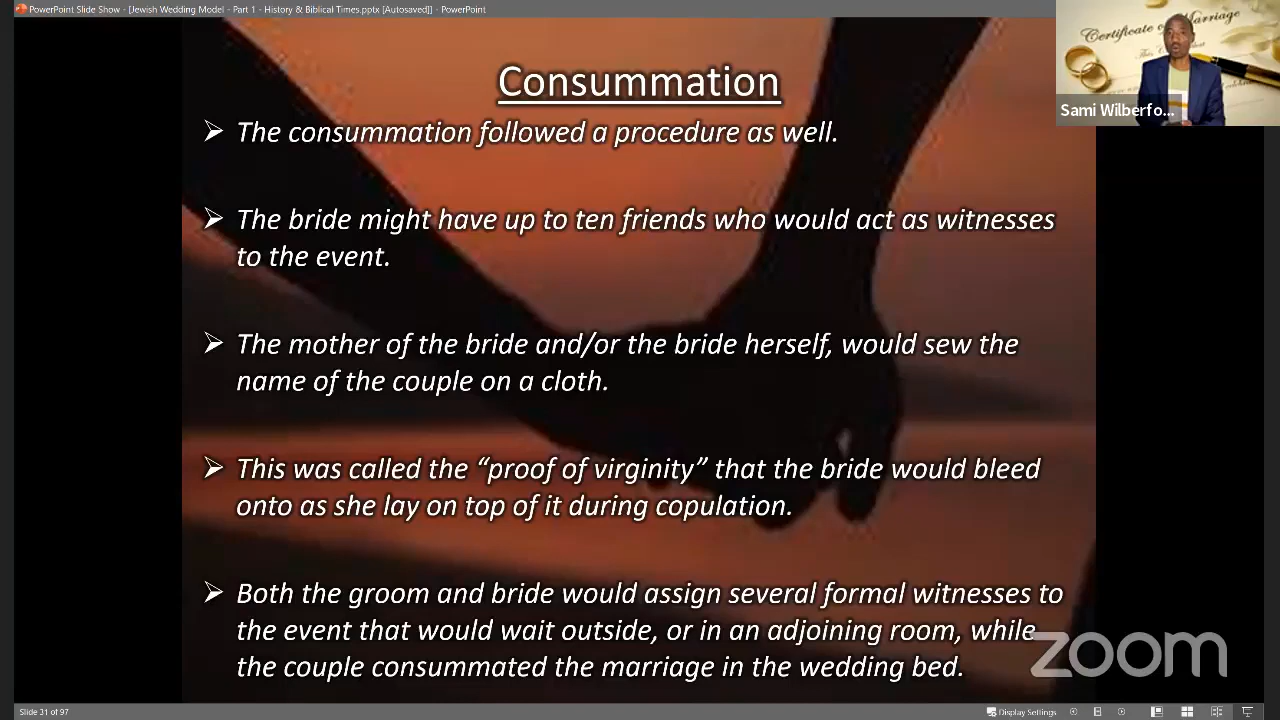 PowerPoint Slide Show - [Jewish Wedding Model - Part 1 - History & Biblical Times.pptx [Autosaved]] - PowerPoint
Certificate of Marriage
Sami Wilberfo...
Consummation
➢ The consummation followed a procedure as well.
➢ The bride might have up to ten friends who would act as witnesses
to the event.
➢ The mother of the bride and/or the bride herself, would sew the
name of the couple on a cloth.
➢ This was called the “proof of virginity” that the bride would bleed
onto as she lay on top of it during copulation.
➢ Both the groom and bride would assign several formal witnesses to
the event that would wait outside, or in an adjoining room, while
the couple consummated the marriage in the wedding bed.
zoom
Slide 31 of 97
Display Settings